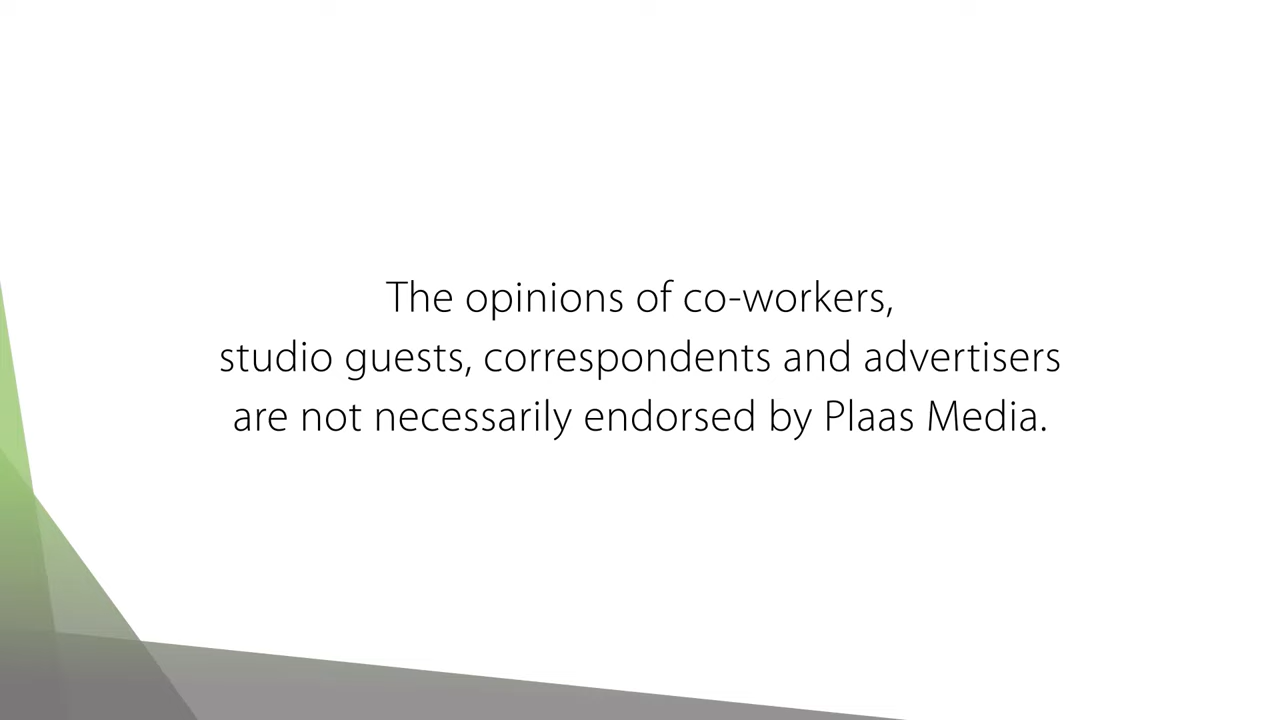 The opinions of co-workers,
studio guests, correspondents and advertisers
are not necessarily endorsed by Plaas Media.